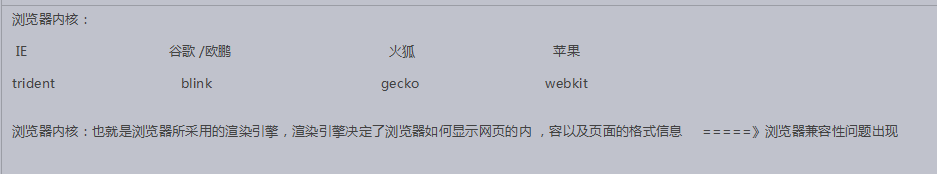 浏览器内核：
IE 谷歌 /欧鹏 火狐 苹果
trident blink gecko webkit
浏览器内核：也就是浏览器所采用的渲染引擎，渲染引擎决定了浏览器如何显示网页的内 ，容以及页面的格式信息 =====》浏览器兼容性问题出现